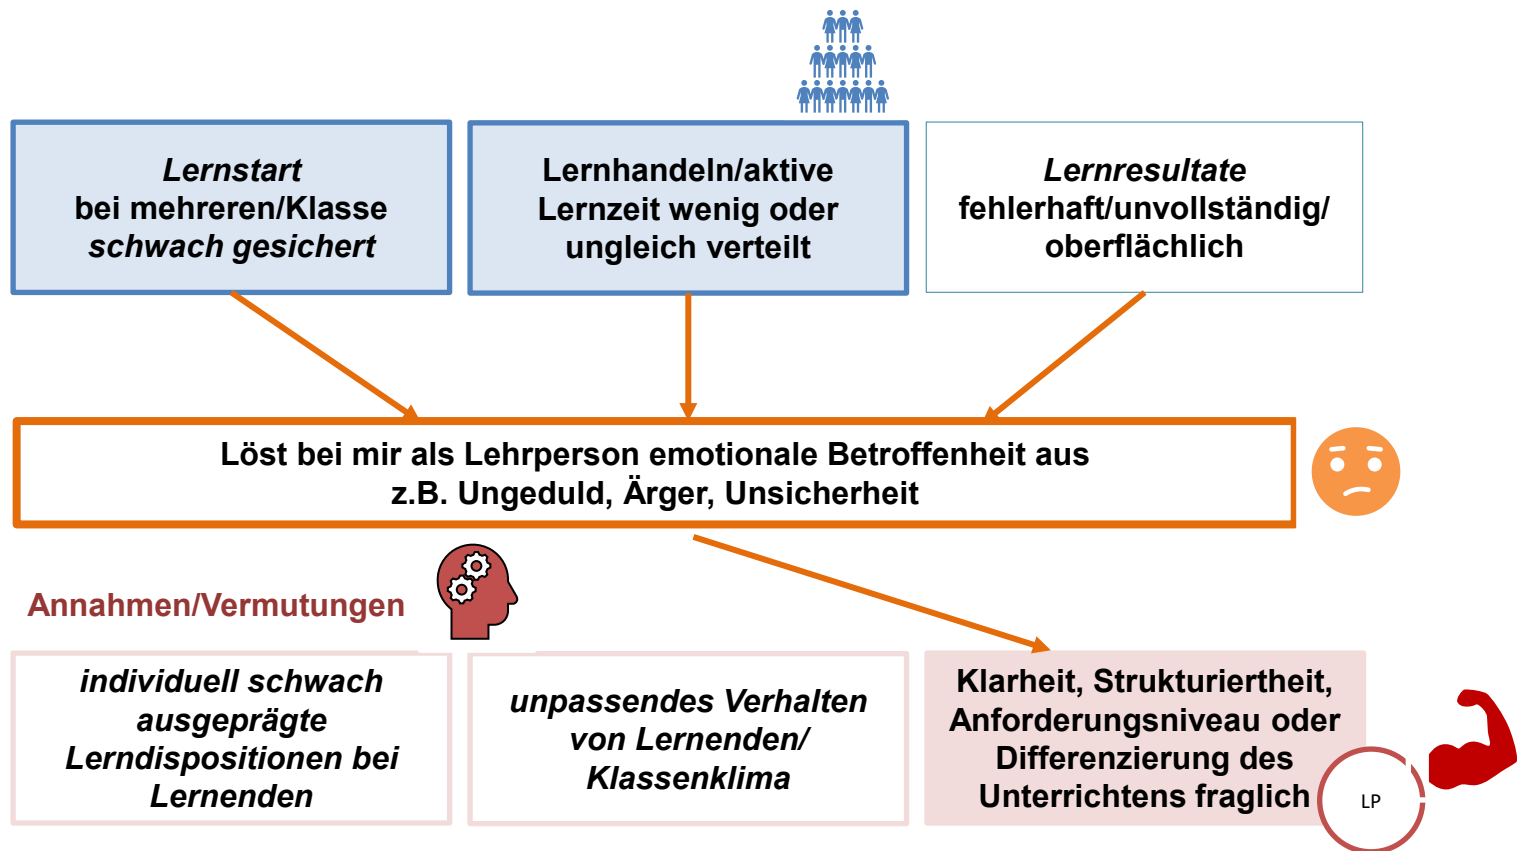 Lernstart
bei mehreren/Klasse
schwach gesichert
Lernhandeln/aktive
Lernzeit wenig oder
ungleich verteilt
Lernresultate
fehlerhaft/unvollständig/
oberflächlich
Löst bei mir als Lehrperson emotionale Betroffenheit aus
z.B. Ungeduld, Ärger, Unsicherheit
Annahmen/Vermutungen
individuell schwach
ausgeprägte
Lerndispositionen bei
Lernenden
unpassendes Verhalten
von Lernenden/
Klassenklima
Klarheit, Strukturiertheit,
Anforderungsniveau oder
Differenzierung des
Unterrichtens fraglich
LP